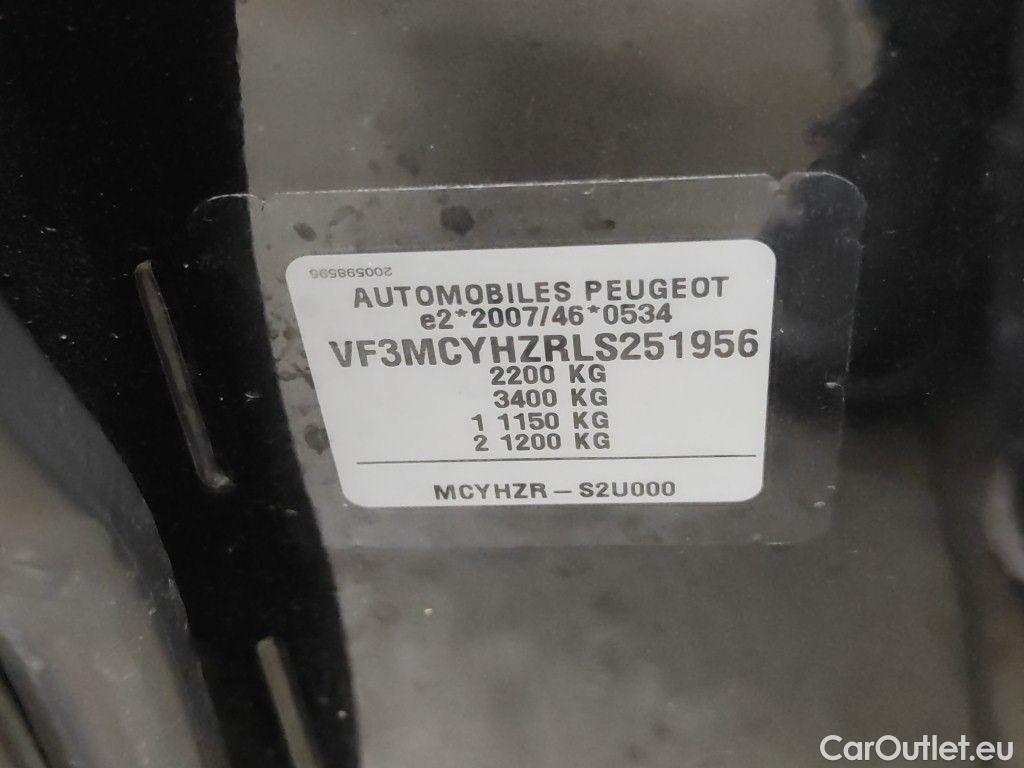 200598595
AUTOMOBILES PEUGEOT
e2*2007/46*0534
VF3MCYHZRLS251956
2200 KG
3400 KG
1 1150 KG
2 1200 KG
MCYHZR – S2U000
CarOutlet.eu